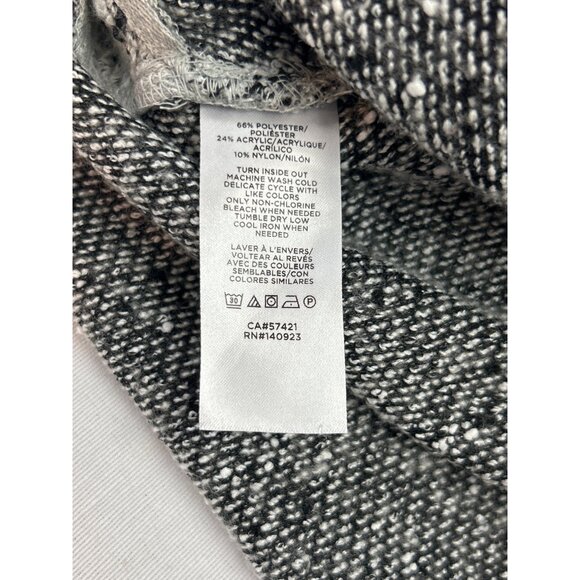 66% POLYESTER/
POLIÉSTER
24% ACRYLIC/ACRYLIQUE/
ACRÍLICO
10% NYLON/NILÓN
TURN INSIDE OUT
MACHINE WASH COLD
DELICATE CYCLE WITH
LIKE COLORS
ONLY NON-CHLORINE
BLEACH WHEN NEEDED
TUMBLE DRY LOW
COOL IRON WHEN
NEEDED
LAVER À L'ENVERS/
VOLTEAR AL REVÉS
AVEC DES COULEURS
SEMBLABLES/CON
COLORES SIMILARES
30 P
CA#57421
RN#140923